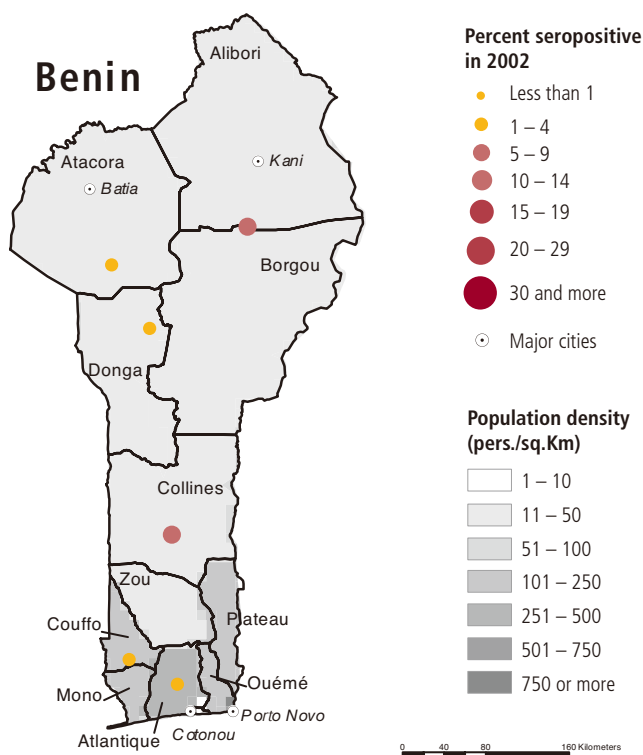 Benin
Alibori
Kani
Atacora
Batia
Borgou
Donga
Collines
Zou
Plateau
Couffo
Mono
Ouémé
Atlantique
Cotonou
Porto Novo
Percent seropositive
in 2002
Less than 1
1 – 4
5 – 9
10 – 14
15 – 19
20 – 29
30 and more
Major cities
Population density
(pers./sq.Km)
1 – 10
11 – 50
51 – 100
101 – 250
251 – 500
501 – 750
750 or more
0 40 80 160 Kilometers